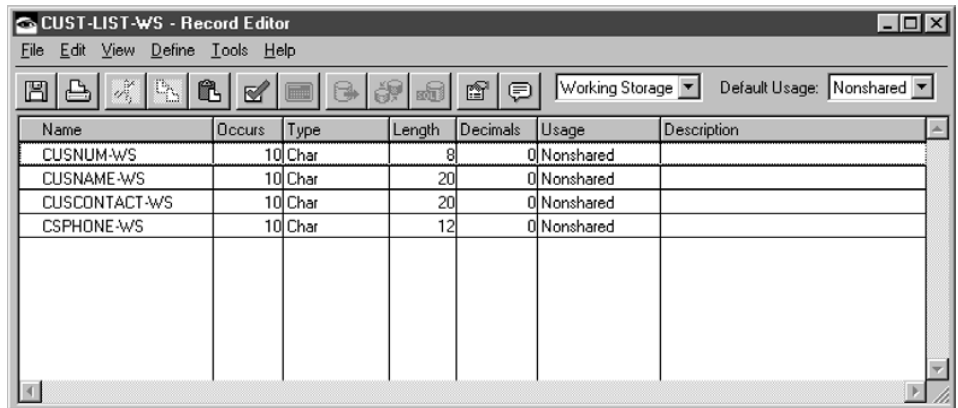 CUST-LIST-WS - Record Editor
File Edit View Define Tools Help
Working Storage Default Usage: Nonshared
Name Occurs Type Length Decimals Usage Description
CUSNUM-WS 10 Char 8 0 Nonshared
CUSNAME-WS 10 Char 20 0 Nonshared
CUSCONTACT-WS 10 Char 20 0 Nonshared
CSPHONE-WS 10 Char 12 0 Nonshared